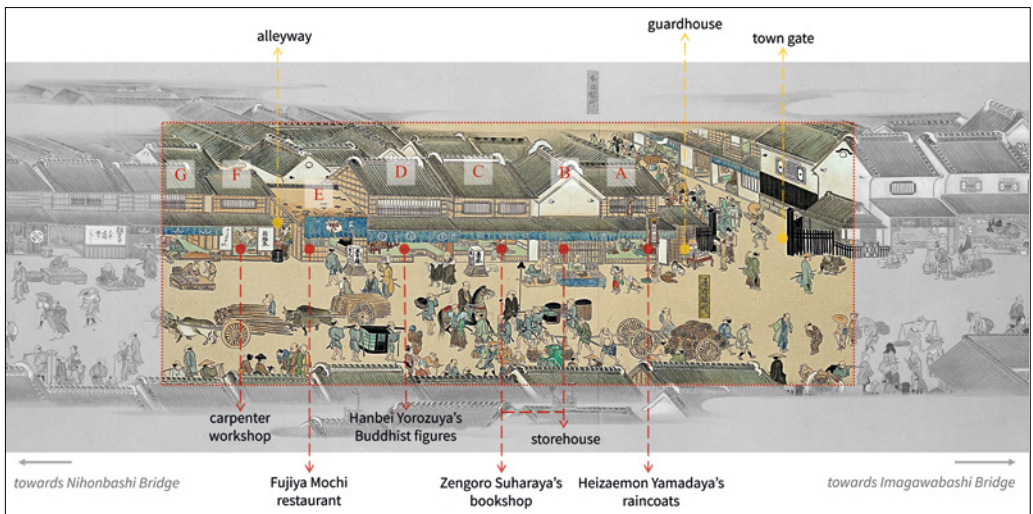 alleyway
guardhouse
town gate
G
F
E
D
C
B
A
carpenter
workshop
Hanbei Yorozuya's
Buddhist figures
storehouse
Fujiya Mochi
restaurant
Zengoro Suharaya's
bookshop
Heizaemon Yamadaya's
raincoats
towards Nihonbashi Bridge
towards Imagawabashi Bridge